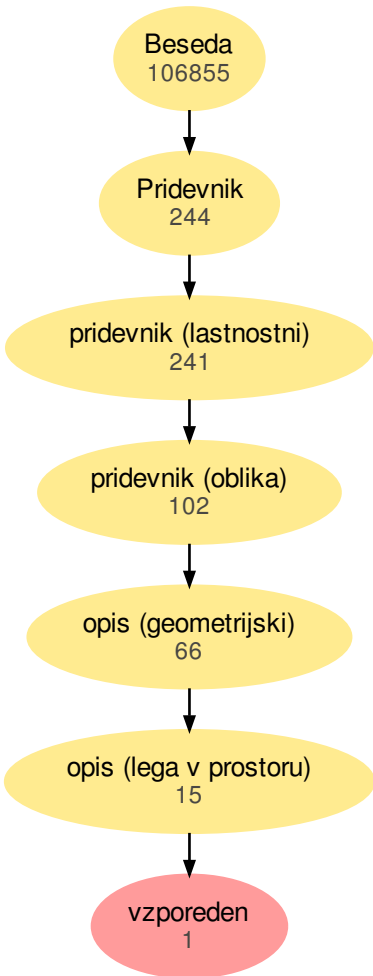 Beseda
106855
Pridevnik
244
pridevnik (lastnostni)
241
pridevnik (oblika)
102
opis (geometrijski)
66
opis (lega v prostoru)
15
vzporeden
1